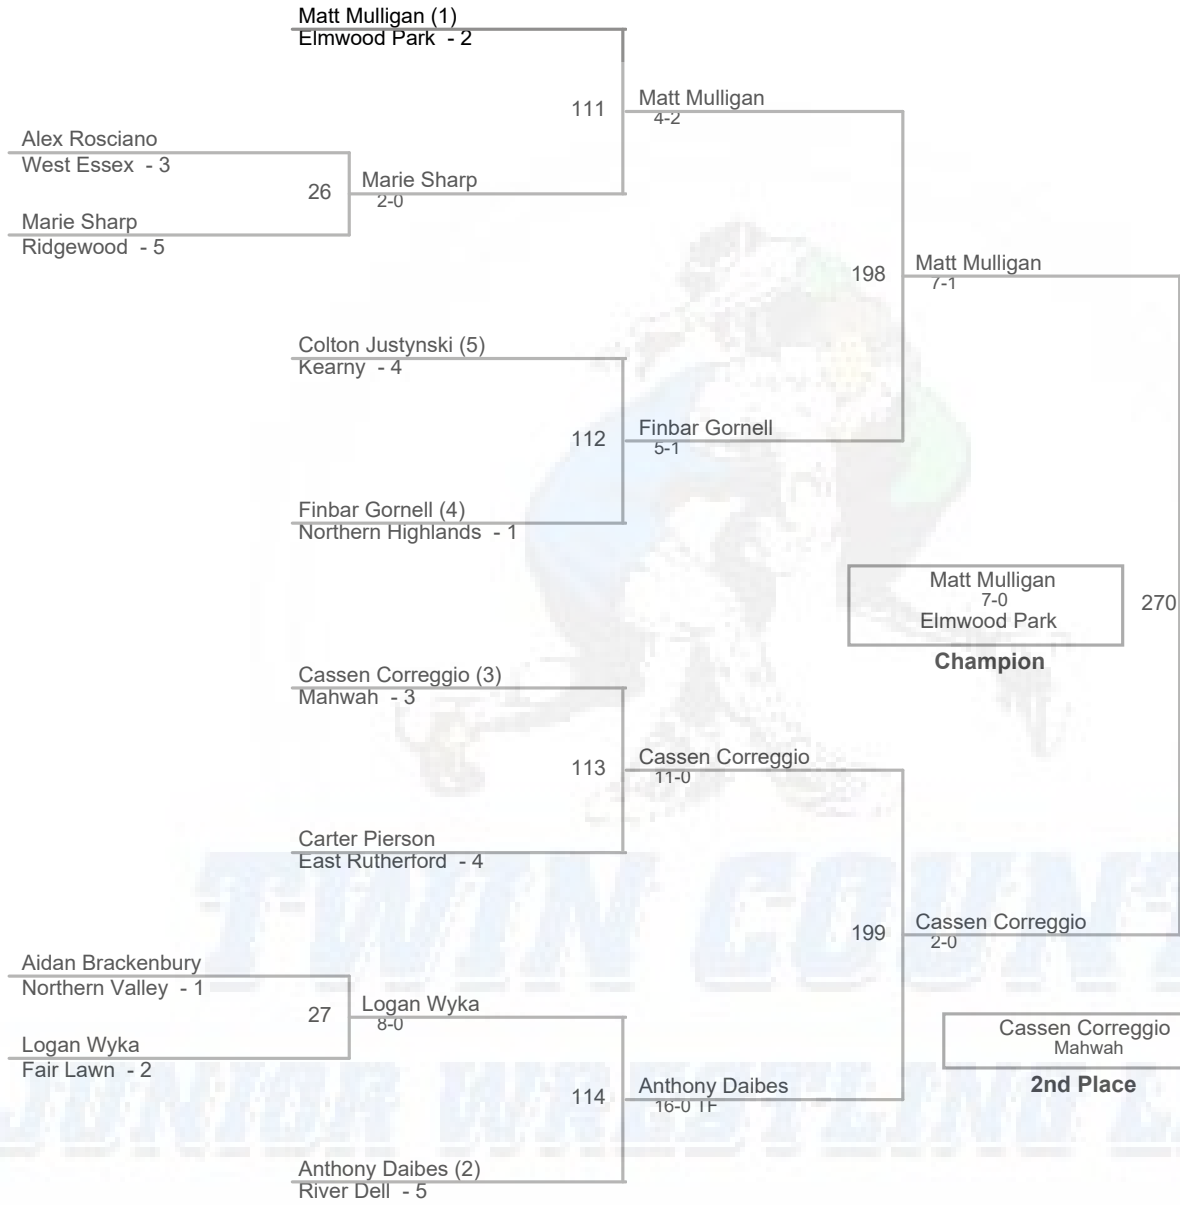 Matt Mulligan (1)
Elmwood Park - 2
111
Matt Mulligan
4-2
Alex Rosciano
West Essex - 3
26
Marie Sharp
2-0
Marie Sharp
Ridgewood - 5
198
Matt Mulligan
7-1
Colton Justynski (5)
Kearny - 4
112
Finbar Gornell
5-1
Finbar Gornell (4)
Northern Highlands - 1
Matt Mulligan
7-0
Elmwood Park
270
Champion
Cassen Correggio (3)
Mahwah - 3
113
Cassen Correggio
11-0
Carter Pierson
East Rutherford - 4
TWIN COUN
199
Cassen Correggio
2-0
Aidan Brackenbury
Northern Valley - 1
27
Logan Wyka
8-0
Logan Wyka
Fair Lawn - 2
Cassen Correggio
Mahwah
2nd Place
114
Anthony Daibes
16-0 TF
JUNIOR WRESTLING
Anthony Daibes (2)
River Dell - 5